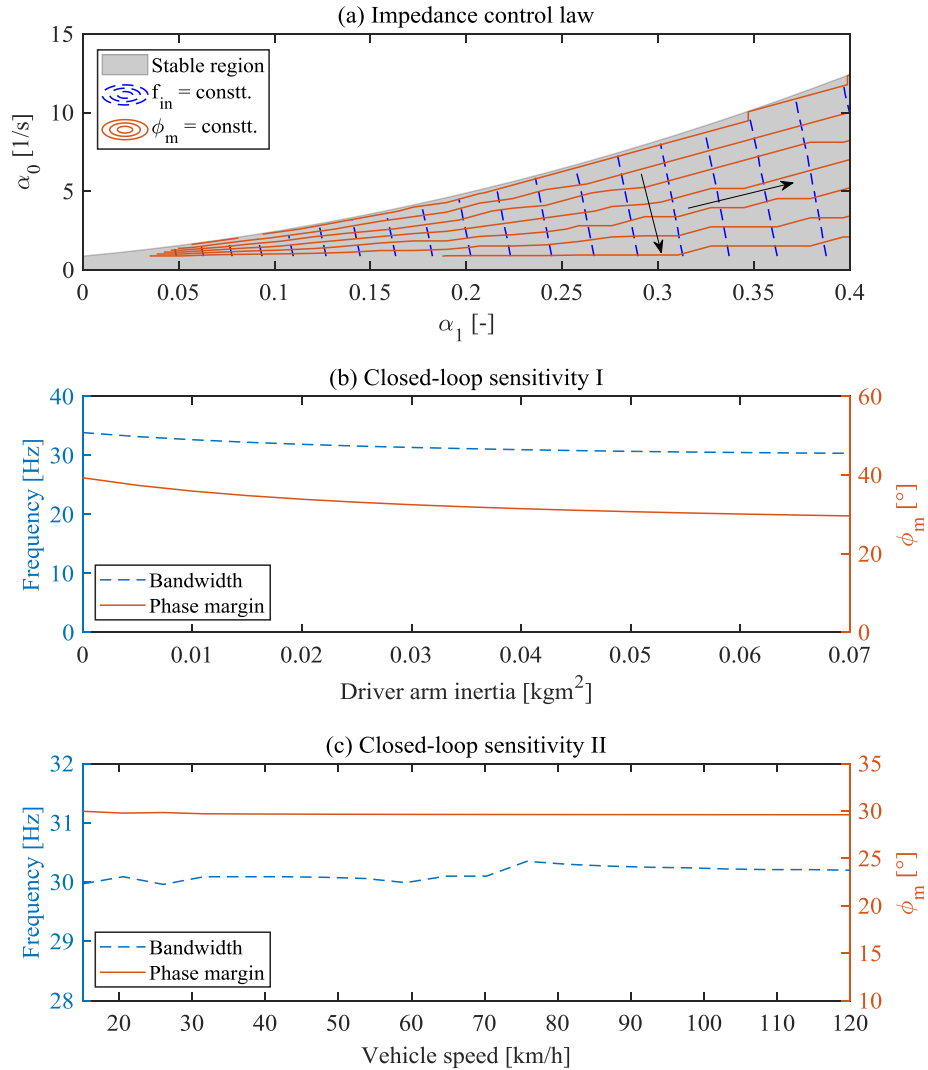 (a) Impedance control law
15
10
5
0
α₀ [1/s]
Stable region
f_in = constt.
ϕ_m = constt.
0 0.05 0.1 0.15 0.2 0.25 0.3 0.35 0.4
α₁ [-]
(b) Closed-loop sensitivity I
40
30
20
10
0
Frequency [Hz]
60
40
20
0
ϕ_m [°]
Bandwidth
Phase margin
0 0.01 0.02 0.03 0.04 0.05 0.06 0.07
Driver arm inertia [kgm²]
(c) Closed-loop sensitivity II
32
31
30
29
28
Frequency [Hz]
35
30
25
20
15
10
ϕ_m [°]
Bandwidth
Phase margin
20 30 40 50 60 70 80 90 100 110 120
Vehicle speed [km/h]